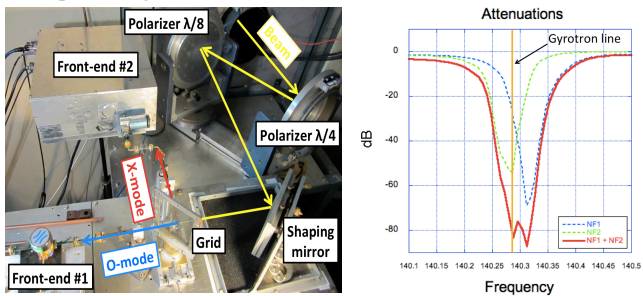 Polarizer λ/8
Beam
Front-end #2
Polarizer λ/4
X-mode
Grid
O-mode
Shaping
mirror
Front-end #1
Attenuations
Gyrotron line
0
-20
-40
-60
-80
dB
NF1
NF2
NF1 + NF2
140.1 140.15 140.2 140.25 140.3 140.35 140.4 140.45 140.5
Frequency